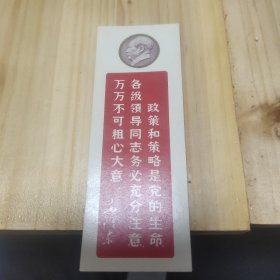 政策和策略是党的生命
各级领导同志务必充分注意
万万不可粗心大意